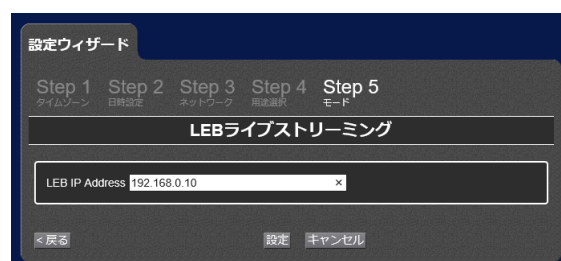 設定ウィザード
Step 1 Step 2 Step 3 Step 4 Step 5
タイムゾーン 日時設定 ネットワーク 用途選択 モード
LEBライブストリーミング
LEB IP Address 192.168.0.10 ×
<戻る 設定 キャンセル